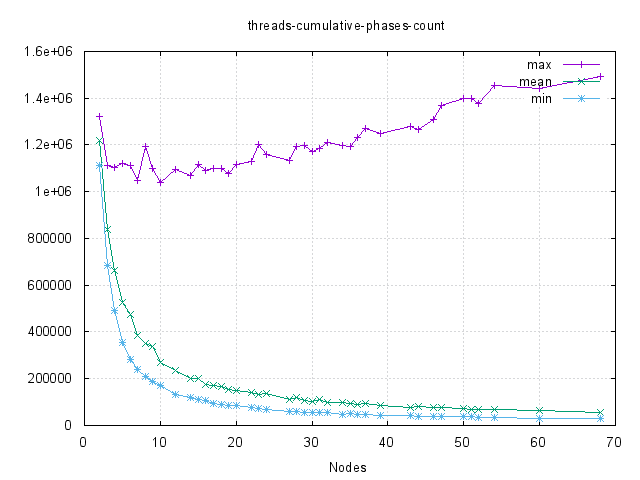 threads-cumulative-phases-count
1.6e+06
max
1.4e+06
mean
min
1.2e+06
1e+06
800000
600000
400000
200000
0
0 10 20 30 40 50 60 70
Nodes